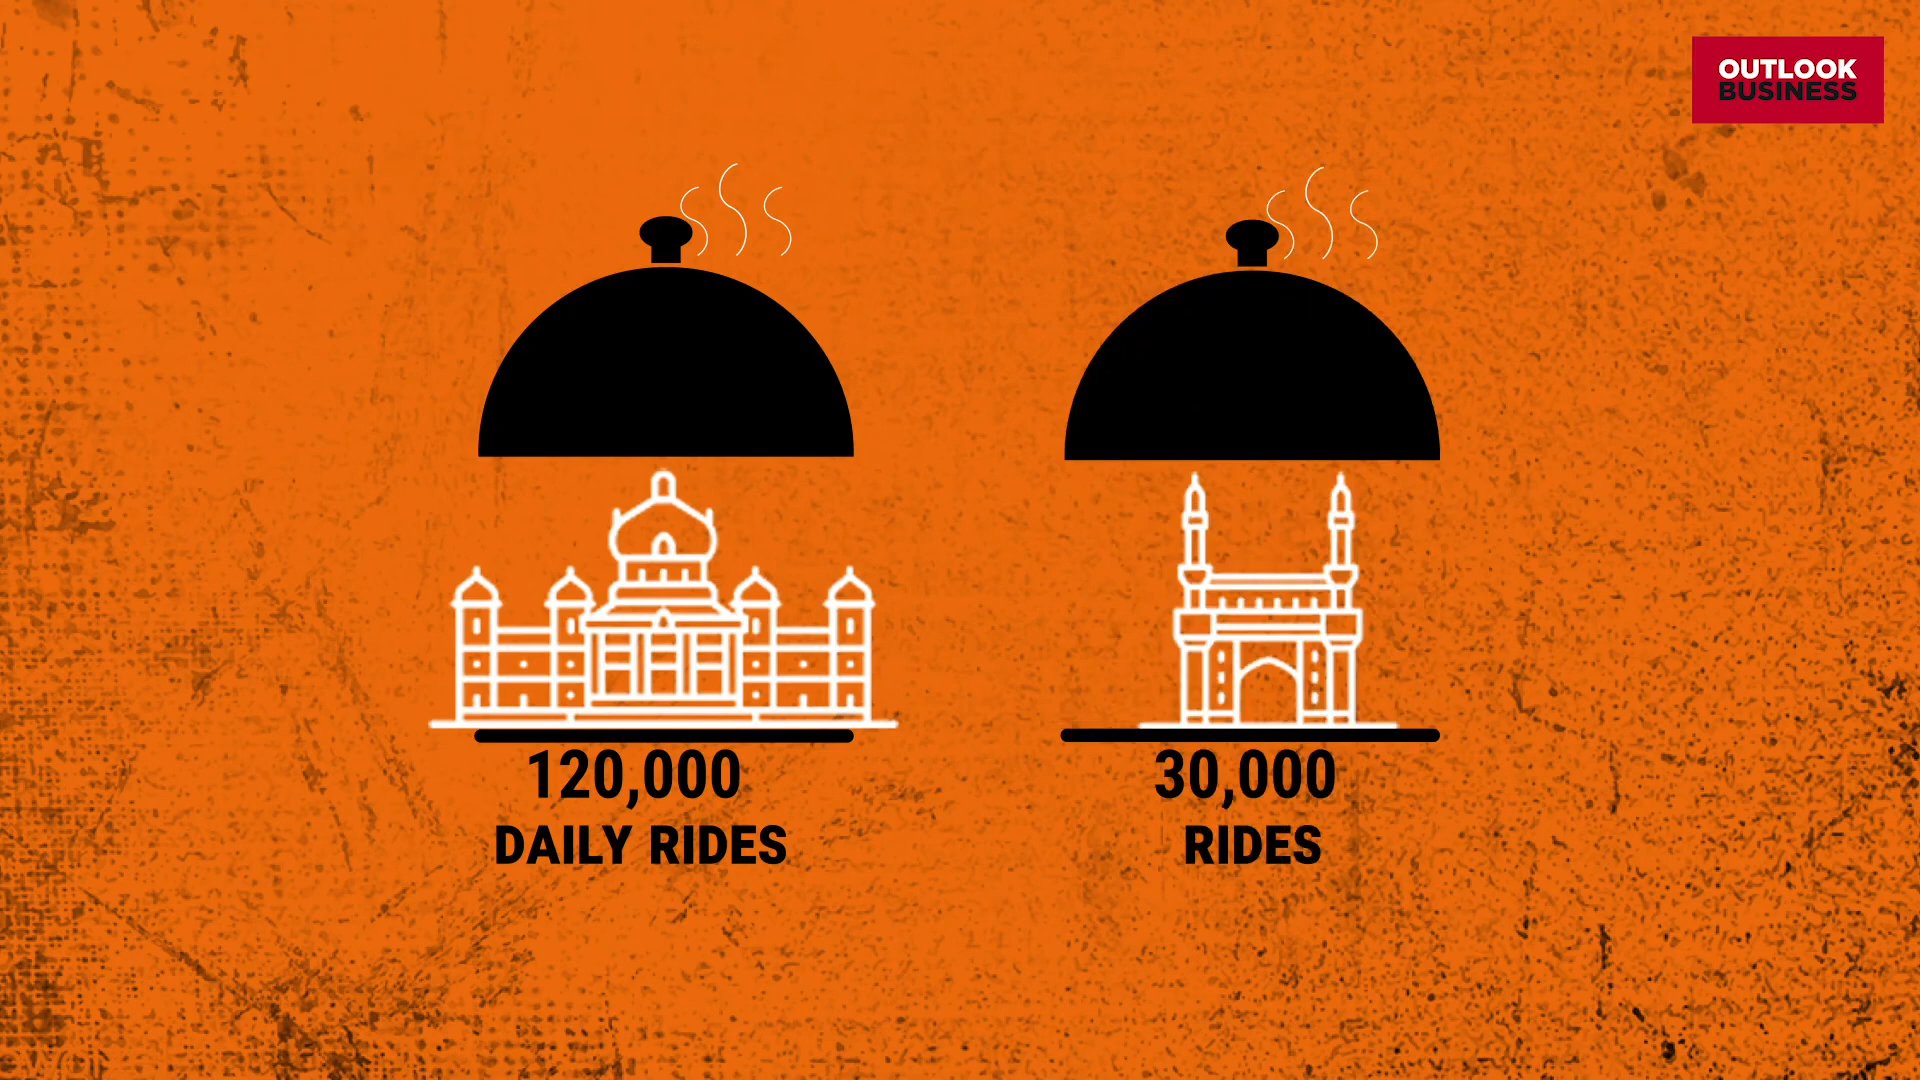 OUTLOOK
BUSINESS
120,000
DAILY RIDES
30,000
RIDES